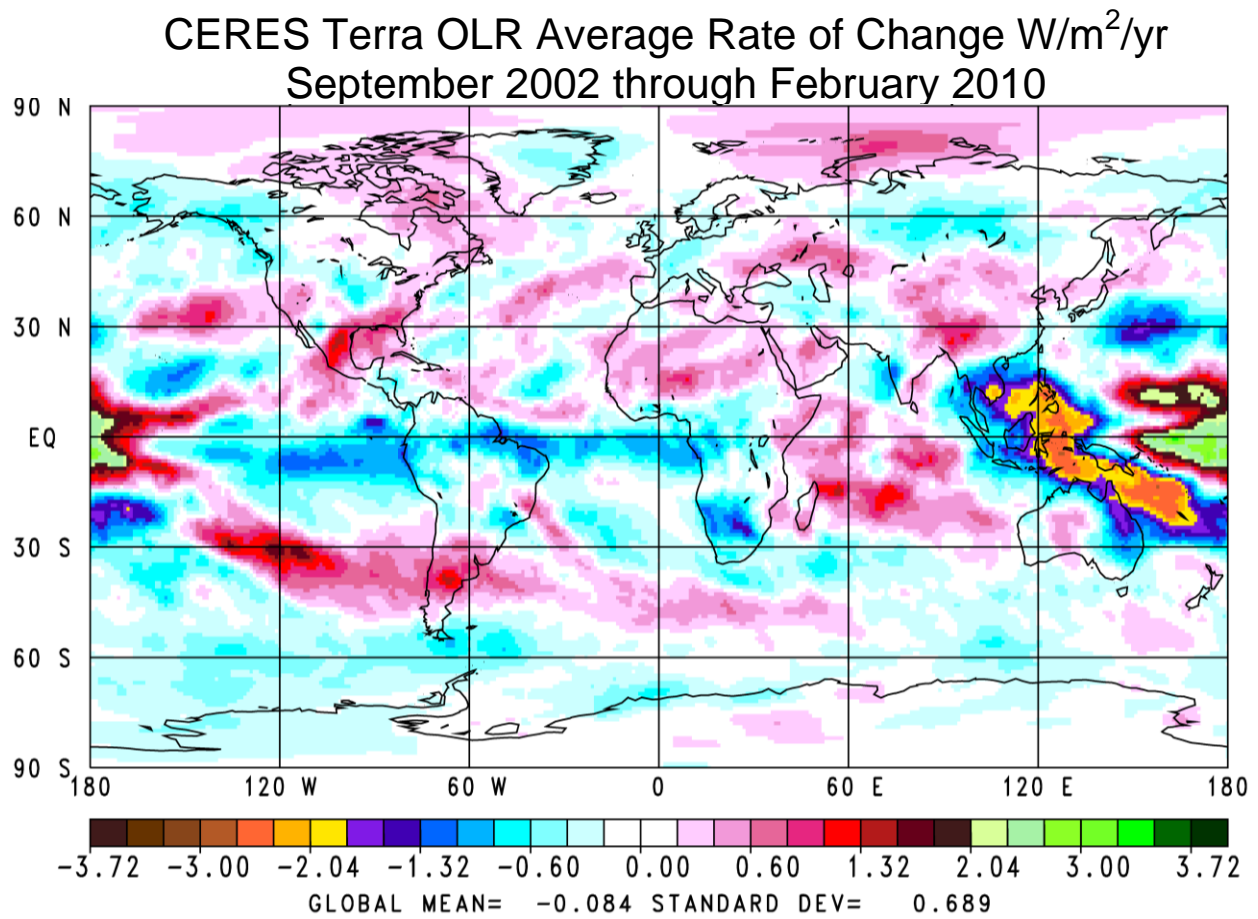 CERES Terra OLR Average Rate of Change W/m²/yr
September 2002 through February 2010
90 N
60 N
30 N
EQ
30 S
60 S
90 S
180 120 W 60 W 0 60 E 120 E 180
-3.72 -3.00 -2.04 -1.32 -0.60 0.00 0.60 1.32 2.04 3.00 3.72
GLOBAL MEAN= -0.084 STANDARD DEV= 0.689